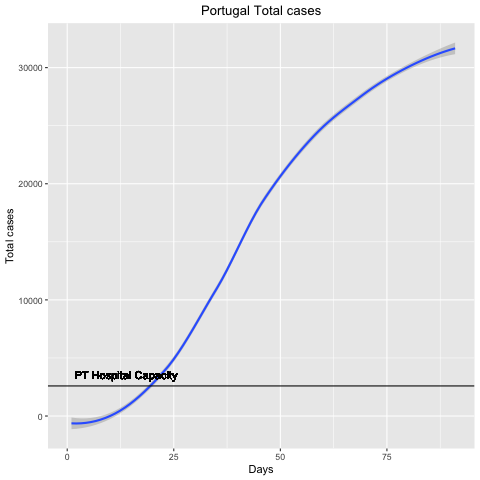 Portugal Total cases
30000
20000
10000
0
Total cases
PT Hospital Capacity
0 25 50 75
Days